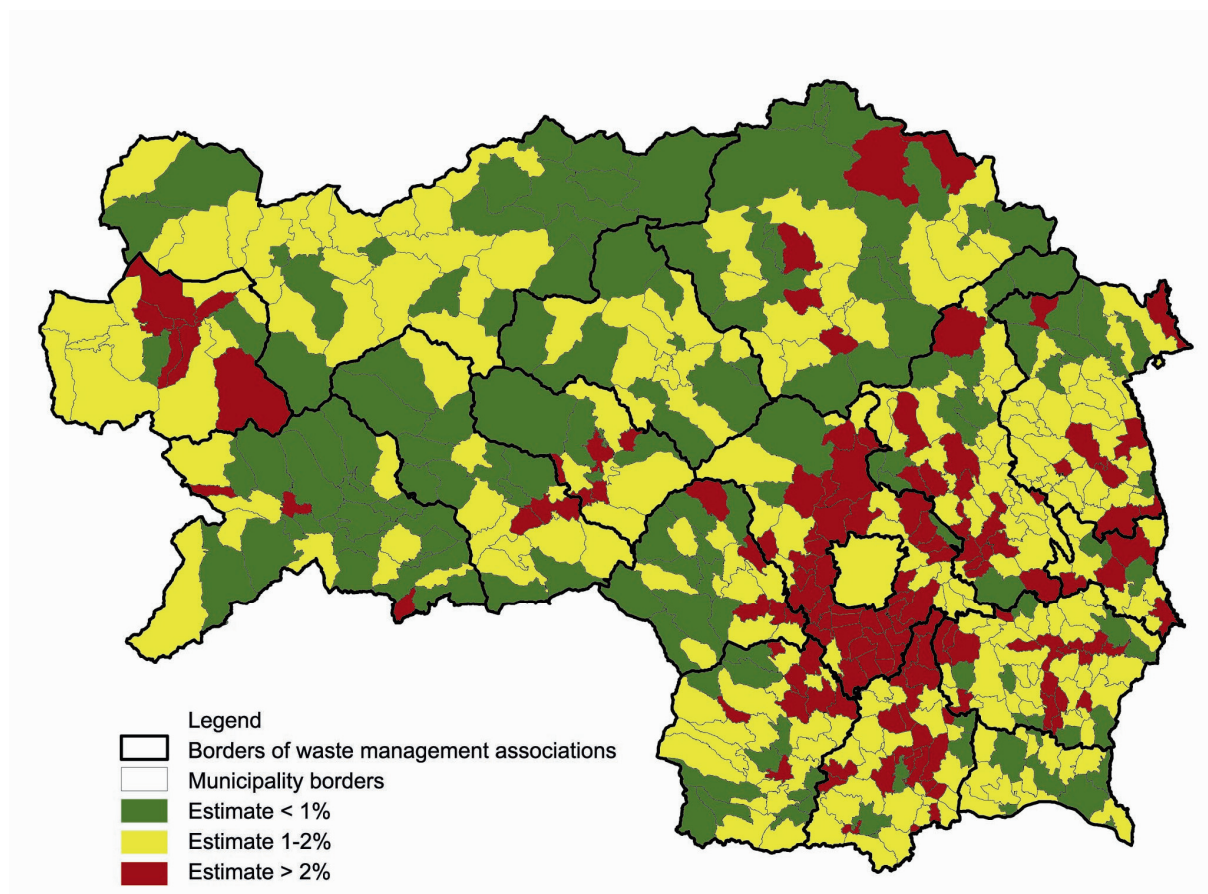 Legend
Borders of waste management associations
Municipality borders
Estimate < 1%
Estimate 1-2%
Estimate > 2%